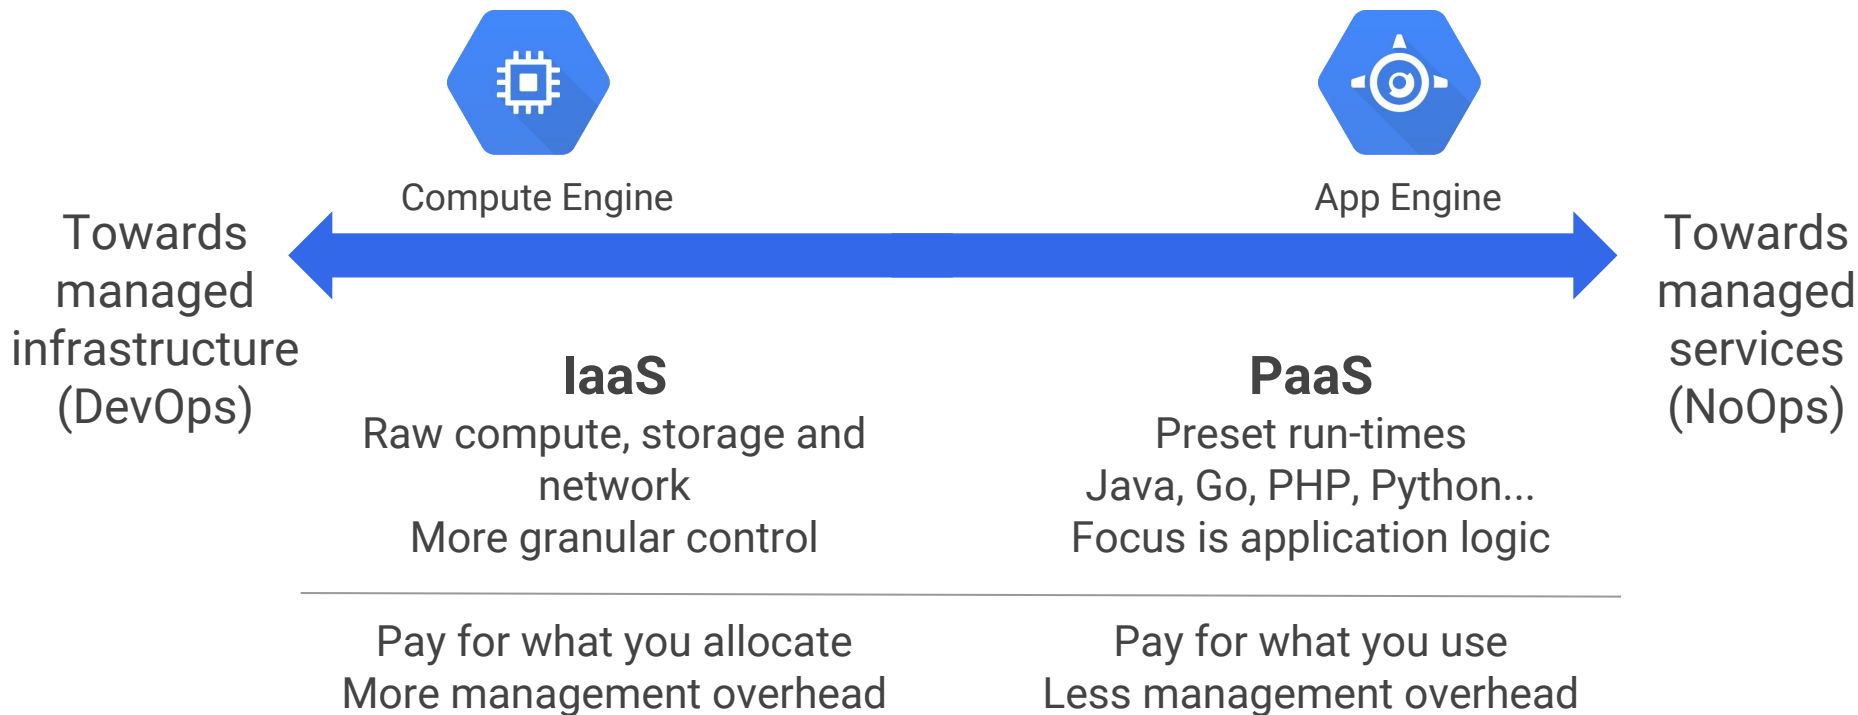 Compute Engine
App Engine
Towards
managed
infrastructure
(DevOps)
Towards
managed
services
(NoOps)
IaaS
Raw compute, storage and
network
More granular control
PaaS
Preset run-times
Java, Go, PHP, Python...
Focus is application logic
Pay for what you allocate
More management overhead
Pay for what you use
Less management overhead